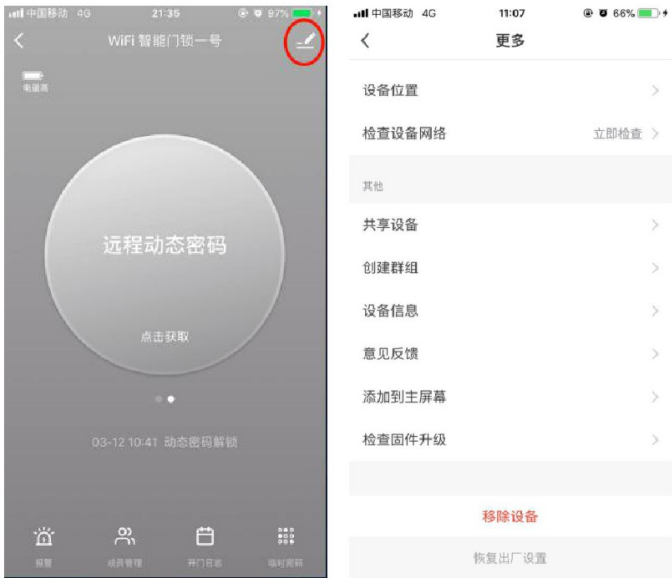 中国移动 4G 21:35 97%
WiFi 智能门锁一号
电量高
远程动态密码
点击获取
03-12 10:41 动态密码解锁
报警 成员管理 开门日志 临时密码
中国移动 4G 11:07 66%
更多
设备位置
检查设备网络 立即检查
其他
共享设备
创建群组
设备信息
意见反馈
添加到主屏幕
检查固件升级
移除设备
恢复出厂设置